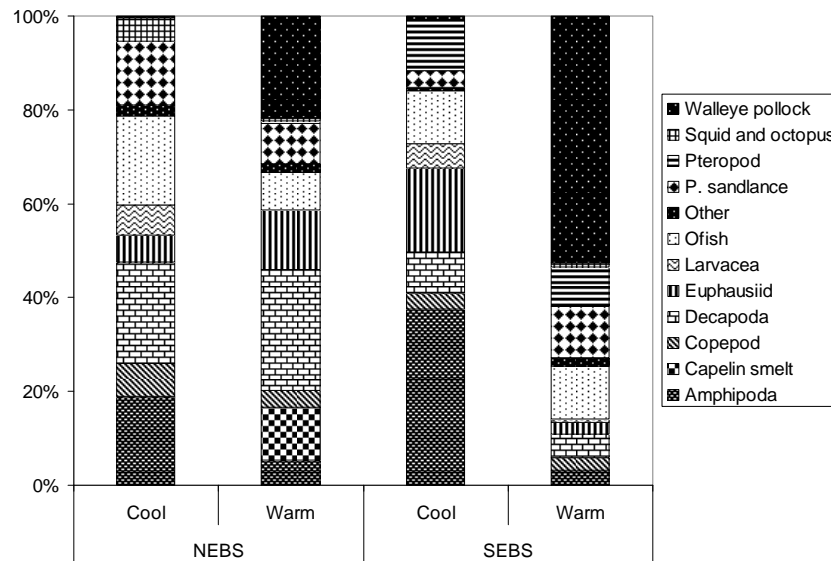 100%
80%
60%
40%
20%
0%
Cool
Warm
Cool
Warm
NEBS
SEBS
Walleye pollock
Squid and octopus
Pteropod
P. sandlance
Other
Ofish
Larvacea
Euphausiid
Decapoda
Copepod
Capelin smelt
Amphipoda